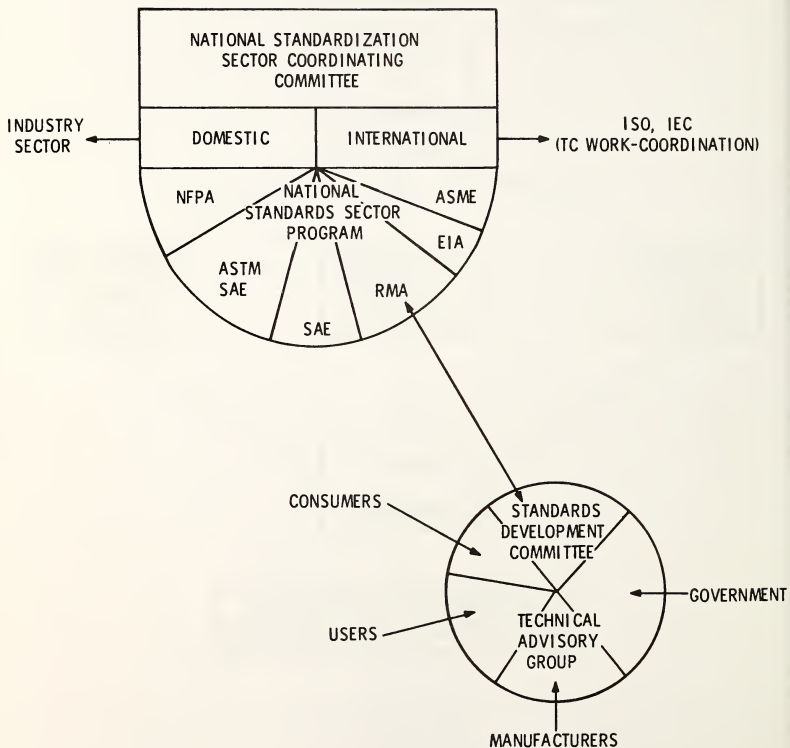 NATIONAL STANDARDIZATION
SECTOR COORDINATING
COMMITTEE
INDUSTRY
SECTOR
DOMESTIC
INTERNATIONAL
ISO, IEC
(TC WORK-COORDINATION)
NFPA
NATIONAL
STANDARDS SECTOR
PROGRAM
ASME
EIA
ASTM
SAE
RMA
SAE
CONSUMERS
STANDARDS
DEVELOPMENT
COMMITTEE
GOVERNMENT
USERS
TECHNICAL
ADVISORY
GROUP
MANUFACTURERS